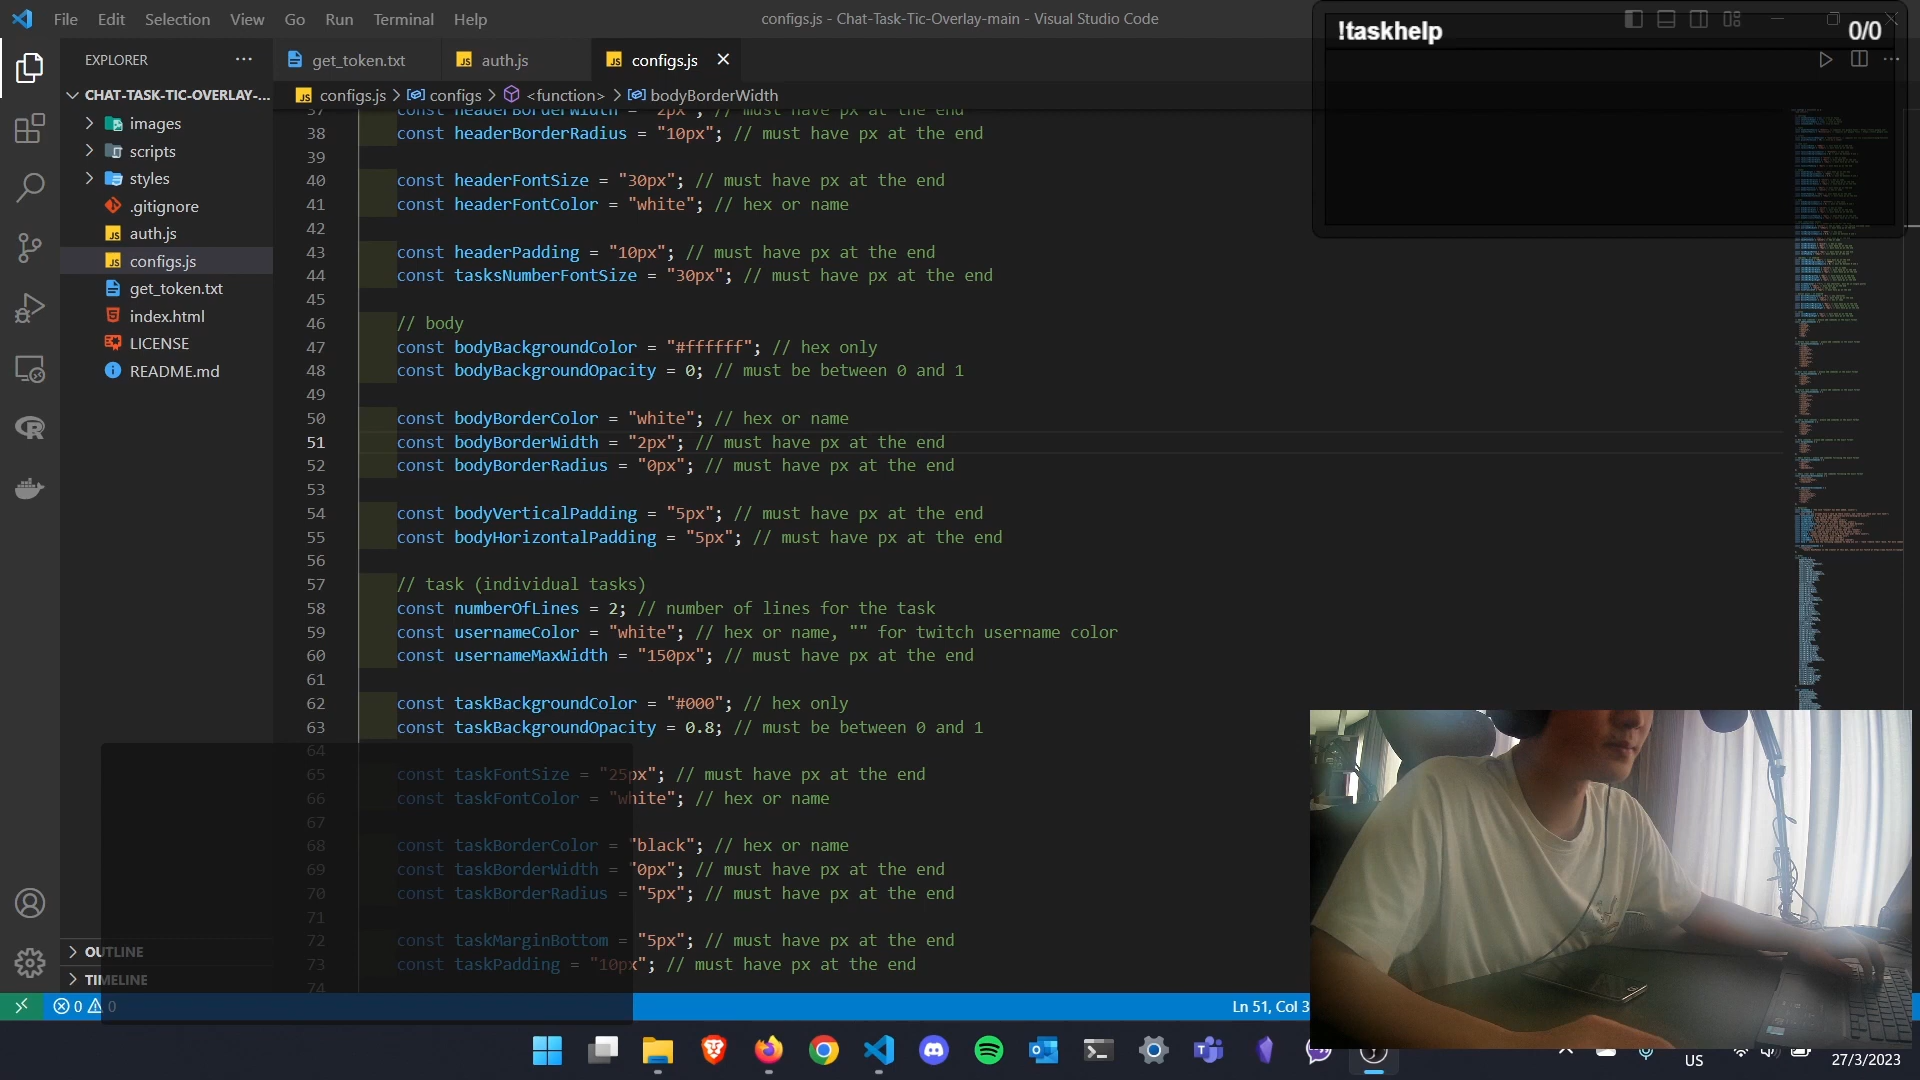 File Edit Selection View Go Run Terminal Help
configs.js - Chat-Task-Tic-Overlay-main - Visual Studio Code
!taskhelp 0/0
EXPLORER
CHAT-TASK-TIC-OVERLAY-...
images
scripts
styles
.gitignore
auth.js
configs.js
get_token.txt
index.html
LICENSE
README.md
OUTLINE
TIMELINE
get_token.txt auth.js configs.js
configs.js > configs > <function> > bodyBorderWidth
37 const headerBorderWidth = "2px"; // must have px at the end
38 const headerBorderRadius = "10px"; // must have px at the end
39
40 const headerFontSize = "30px"; // must have px at the end
41 const headerFontColor = "white"; // hex or name
42
43 const headerPadding = "10px"; // must have px at the end
44 const tasksNumberFontSize = "30px"; // must have px at the end
45
46 // body
47 const bodyBackgroundColor = "#ffffff"; // hex only
48 const bodyBackgroundOpacity = 0; // must be between 0 and 1
49
50 const bodyBorderColor = "white"; // hex or name
51 const bodyBorderWidth = "2px"; // must have px at the end
52 const bodyBorderRadius = "0px"; // must have px at the end
53
54 const bodyVerticalPadding = "5px"; // must have px at the end
55 const bodyHorizontalPadding = "5px"; // must have px at the end
56
57 // task (individual tasks)
58 const numberOfLines = 2; // number of lines for the task
59 const usernameColor = "white"; // hex or name, "" for twitch username color
60 const usernameMaxWidth = "150px"; // must have px at the end
61
62 const taskBackgroundColor = "#000"; // hex only
63 const taskBackgroundOpacity = 0.8; // must be between 0 and 1
64
65 const taskFontSize = "25px"; // must have px at the end
66 const taskFontColor = "white"; // hex or name
67
68 const taskBorderColor = "black"; // hex or name
69 const taskBorderWidth = "0px"; // must have px at the end
70 const taskBorderRadius = "5px"; // must have px at the end
71
72 const taskMarginBottom = "5px"; // must have px at the end
73 const taskPadding = "10px"; // must have px at the end
74
0 0
Ln 51, Col 3
US
27/3/2023